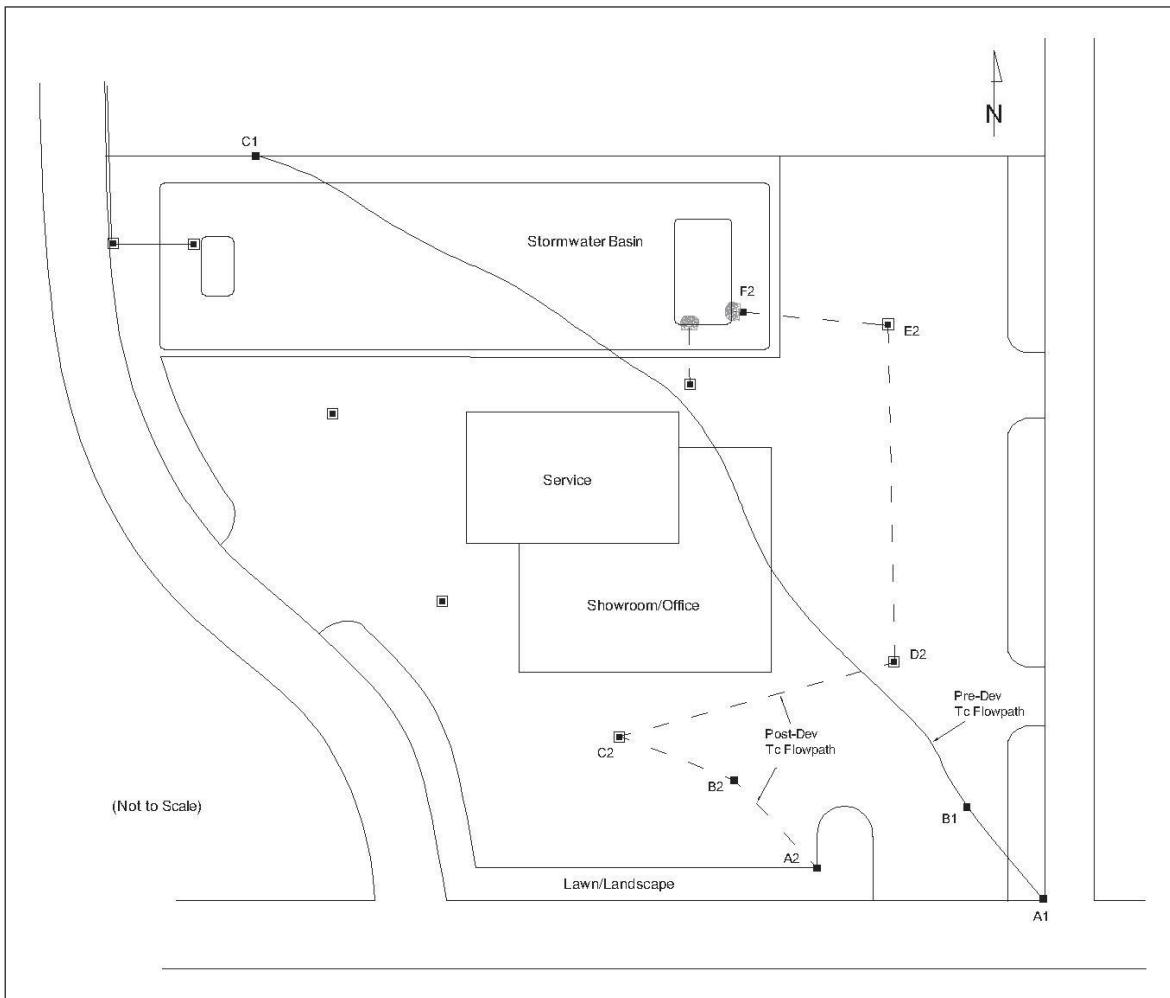 N
C1
Stormwater Basin
F2
E2
Service
Showroom/Office
D2
Pre-Dev
Tc Flowpath
Post-Dev
Tc Flowpath
C2
B2
(Not to Scale)
B1
A2
Lawn/Landscape
A1